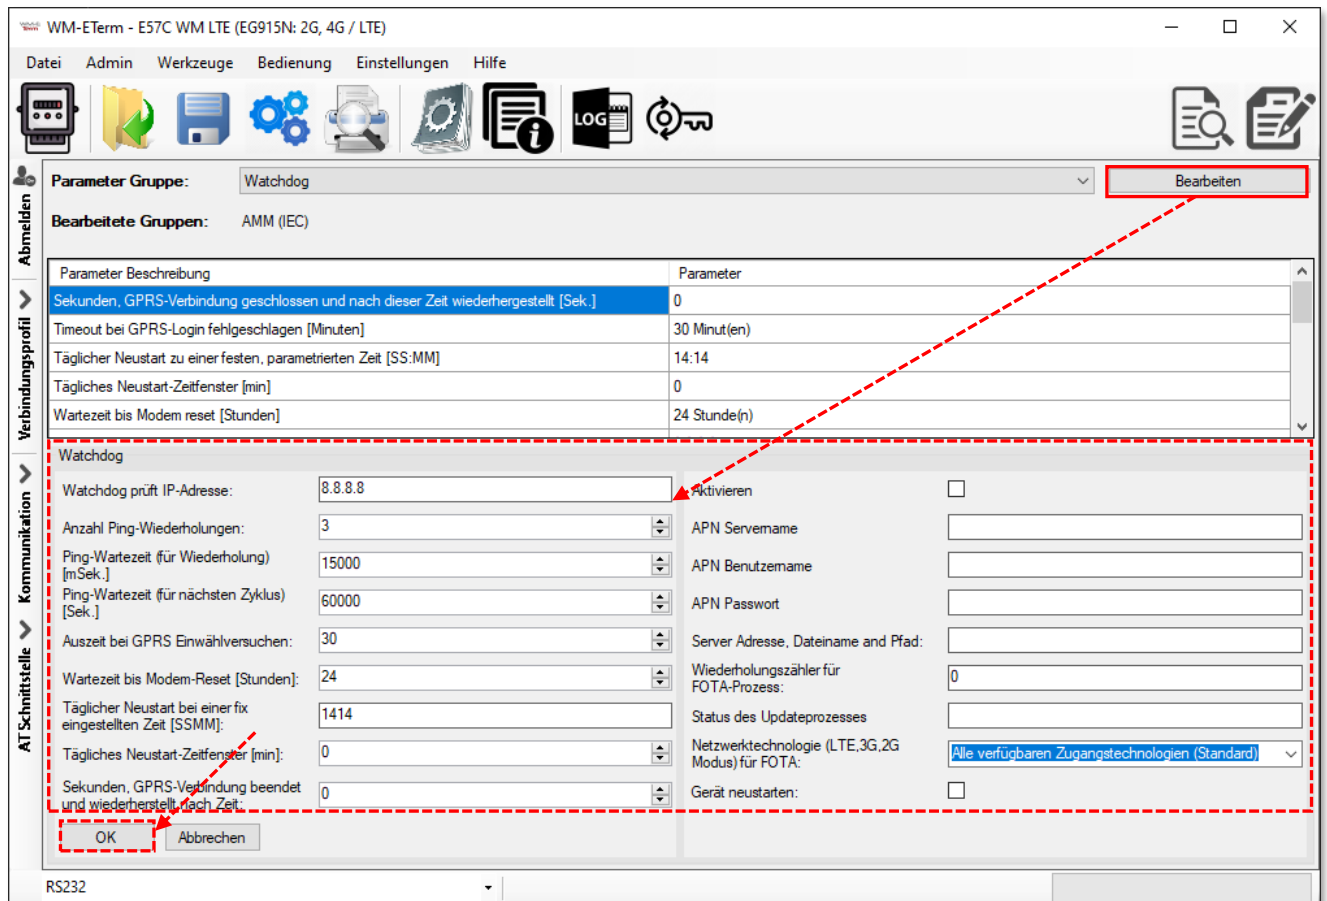 WM-ETerm - E57C WM LTE (EG915N: 2G, 4G / LTE)
Datei Admin Werkzeuge Bedienung Einstellungen Hilfe
LOG
Abmelden
Verbindungsprofil
Kommunikation
AT Schnittstelle
Parameter Gruppe: Watchdog Bearbeiten
Bearbeitete Gruppen: AMM (IEC)
Parameter Beschreibung Parameter
Sekunden, GPRS-Verbindung geschlossen und nach dieser Zeit wiederhergestellt [Sek.] 0
Timeout bei GPRS-Login fehlgeschlagen [Minuten] 30 Minut(en)
Täglicher Neustart zu einer festen, parametrierten Zeit [SS:MM] 14:14
Tägliches Neustart-Zeitfenster [min] 0
Wartezeit bis Modem reset [Stunden] 24 Stunde(n)
Watchdog
Watchdog prüft IP-Adresse: 8.8.8.8
Anzahl Ping-Wiederholungen: 3
Ping-Wartezeit (für Wiederholung)
[mSek.] 15000
Ping-Wartezeit (für nächsten Zyklus)
[Sek.] 60000
Auszeit bei GPRS Einwählversuchen: 30
Wartezeit bis Modem-Reset [Stunden]: 24
Täglicher Neustart bei einer fix
eingestellten Zeit [SSMM]: 1414
Tägliches Neustart-Zeitfenster [min]: 0
Sekunden, GPRS-Verbindung beendet
und wiederherstellt nach Zeit: 0
Aktivieren
APN Servername
APN Benutzername
APN Passwort
Server Adresse, Dateiname and Pfad:
Wiederholungszähler für
FOTA-Prozess: 0
Status des Updateprozesses
Netzwerktechnologie (LTE,3G,2G
Modus) für FOTA: Alle verfügbaren Zugangstechnologien (Standard)
Gerät neustarten:
OK Abbrechen
RS232